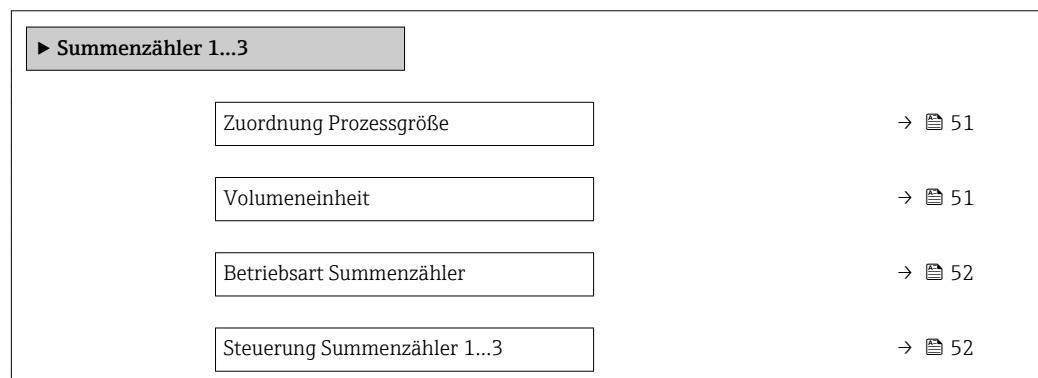 ▶ Summenzähler 1…3
Zuordnung Prozessgröße → 51
Volumeneinheit → 51
Betriebsart Summenzähler → 52
Steuerung Summenzähler 1…3 → 52